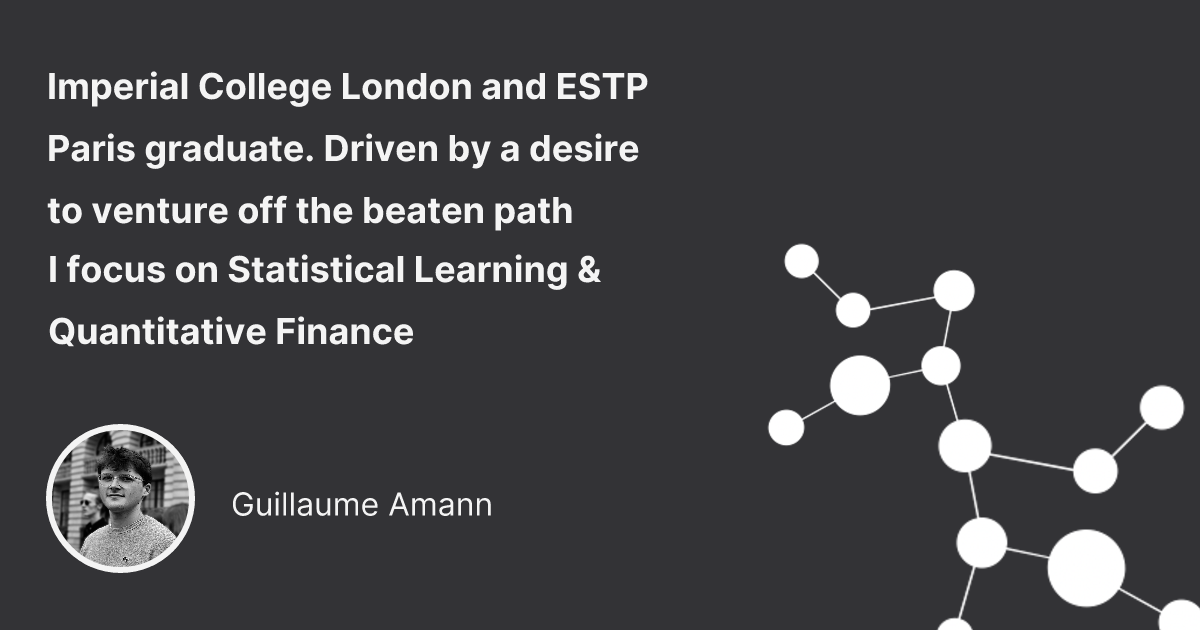 Imperial College London and ESTP
Paris graduate. Driven by a desire
to venture off the beaten path
I focus on Statistical Learning &
Quantitative Finance
Guillaume Amann